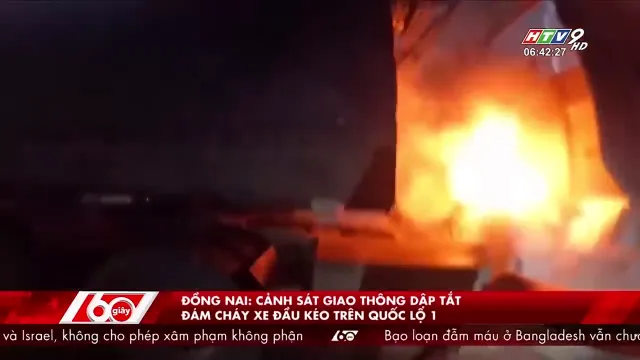 HTV9
HD
06:42:27
60 giây
ĐỒNG NAI: CẢNH SÁT GIAO THÔNG DẬP TẮT
ĐÁM CHÁY XE ĐẦU KÉO TRÊN QUỐC LỘ 1
và Israel, không cho phép xâm phạm không phận 60 Bạo loạn đẫm máu ở Bangladesh vẫn chư